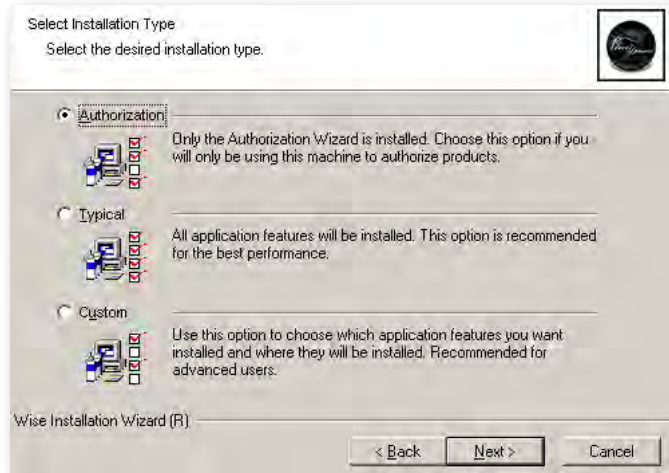 Select Installation Type
Select the desired installation type.
Authorization
Only the Authorization Wizard is installed. Choose this option if you
will only be using this machine to authorize products.
Typical
All application features will be installed. This option is recommended
for the best performance.
Custom
Use this option to choose which application features you want
installed and where they will be installed. Recommended for
advanced users.
Wise Installation Wizard (R)
< Back Next > Cancel